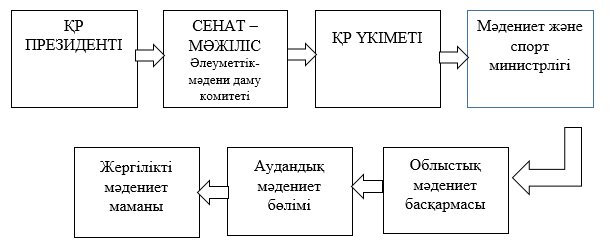 ҚР
ПРЕЗИДЕНТІ
СЕНАТ –
МӘЖІЛІС
Әлеуметтік-
мәдени даму
комитеті
ҚР ҮКІМЕТІ
Мәдениет және
спорт
министрлігі
Жергілікті
мәдениет
маманы
Аудандық
мәдениет
бөлімі
Облыстық
мәдениет
басқармасы